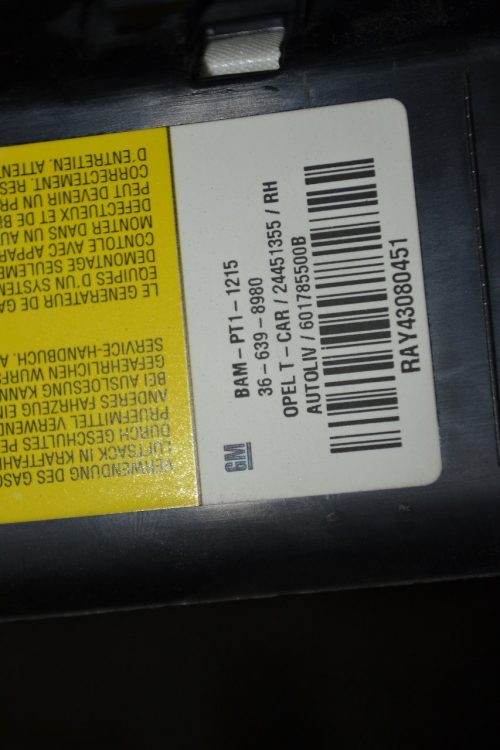 GM
BAM-PT1-1215
36-639-8980
OPEL T-CAR / 24451355 / RH
AUTOLIV / 601785500B
RAY43080451
VERWENDUNG DES GASG
LUFTSACK IN KRAFTFAH
DURCH GESCHULTES PE
PRUEFMITTEL VERWEND
ANDERES FAHRZEUG EIN
BEI AUSLOESUNG KANN
GEFAEHRLICHEN WURF
SERVICE-HANDBUCH. A
LE GENERATEUR DE GA
EQUIPES D'UN SYSTEM
DEMONTAGE SEULEME
CONTOLE AVEC APPAR
MONTER DANS UN AU
DEFECTUEUX ET DE BE
PEUT DEVENIR UN PR
CORRECTEMENT. RES
D'ENTRETIEN. ATTENT